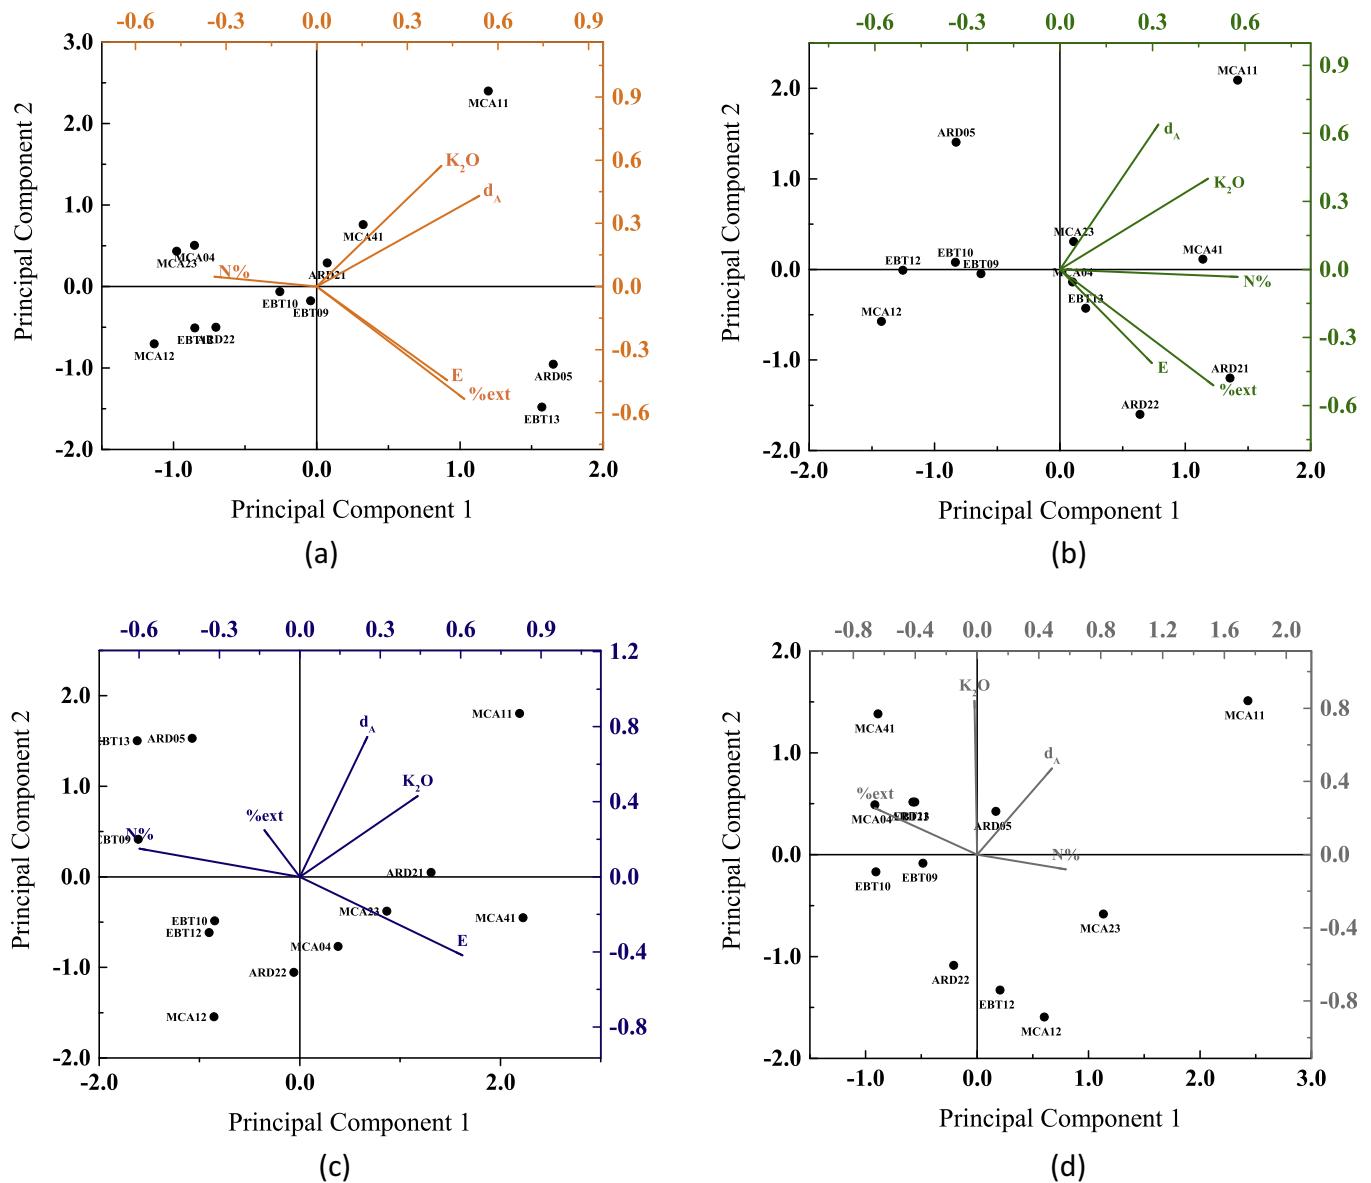 -0.6 -0.3 0.0 0.3 0.6 0.9
3.0
2.0
1.0
0.0
-1.0
-2.0
-1.0 0.0 1.0 2.0
0.9
0.6
0.3
0.0
-0.3
-0.6
Principal Component 2
Principal Component 1
MCA11
K₂O
d_A
MCA41
MCA04
MCA23
ARD21
N%
EBT10
EBT09
ARD22
MCA12
E
%ext
ARD05
EBT13
(a)
-0.6 -0.3 0.0 0.3 0.6
2.0
1.0
0.0
-1.0
-2.0
-2.0 -1.0 0.0 1.0 2.0
0.9
0.6
0.3
0.0
-0.3
-0.6
Principal Component 2
Principal Component 1
MCA11
ARD05
d_A
K₂O
MCA23
MCA41
EBT10
EBT12
EBT09
MCA04
N%
EBT13
MCA12
E
ARD21
%ext
ARD22
(b)
-0.6 -0.3 0.0 0.3 0.6 0.9
2.0
1.0
0.0
-1.0
-2.0
-2.0 0.0 2.0
1.2
0.8
0.4
0.0
-0.4
-0.8
Principal Component 2
Principal Component 1
MCA11
d_A
EBT13
ARD05
K₂O
%ext
N%
EBT09
ARD21
MCA23
MCA41
EBT10
EBT12
E
MCA04
ARD22
MCA12
(c)
-0.8 -0.4 0.0 0.4 0.8 1.2 1.6 2.0
2.0
1.0
0.0
-1.0
-2.0
-1.0 0.0 1.0 2.0 3.0
0.8
0.4
0.0
-0.4
-0.8
Principal Component 2
Principal Component 1
K₂O
MCA11
MCA41
d_A
%ext
MCA04
ARD05
N%
EBT09
EBT10
MCA23
ARD22
EBT12
MCA12
(d)